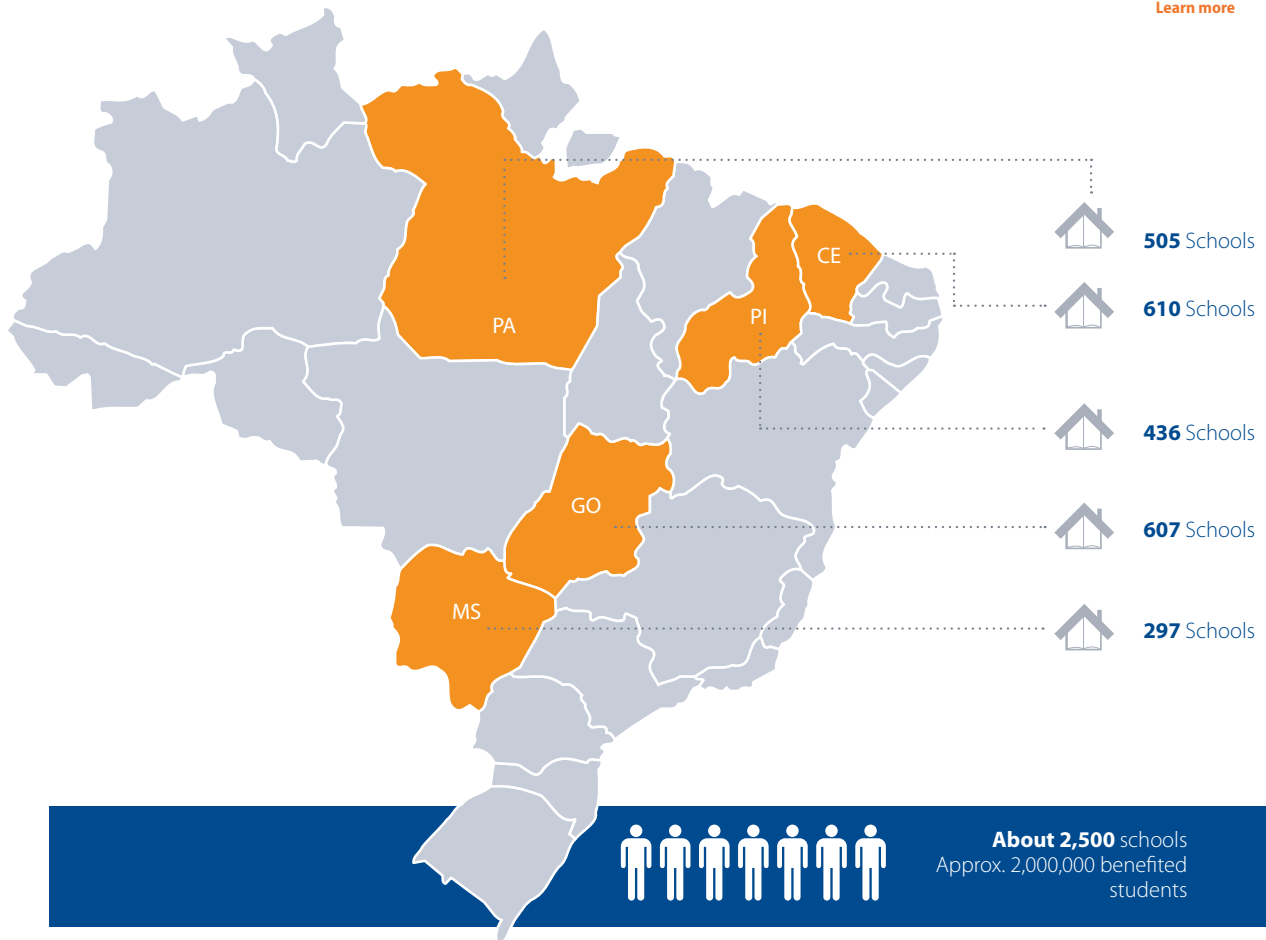 Learn more
505 Schools
CE
610 Schools
PI
PA
436 Schools
GO
607 Schools
MS
297 Schools
About 2,500 schools
Approx. 2,000,000 benefited
students